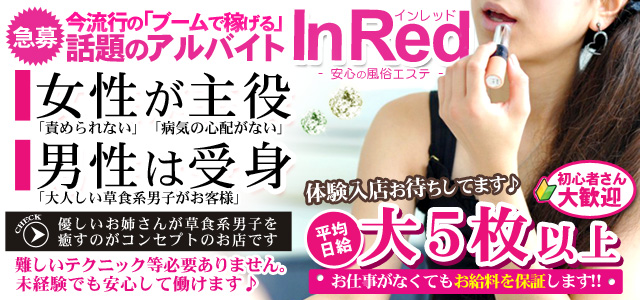 急募
今流行の「ブームで稼げる」
話題のアルバイト
インレッド
In Red
- 安心の風俗エステ -
女性が主役
「責められない」 「病気の心配がない」
男性は受身
「大人しい草食系男子がお客様」
CHECK
優しいお姉さんが草食系男子を
癒すのがコンセプトのお店です
難しいテクニック等必要ありません。
未経験でも安心して働けます♪
体験入店お待ちしてます♪
初心者さん
大歓迎
平均
日給
大5枚以上
お仕事がなくてもお給料を保証します!!